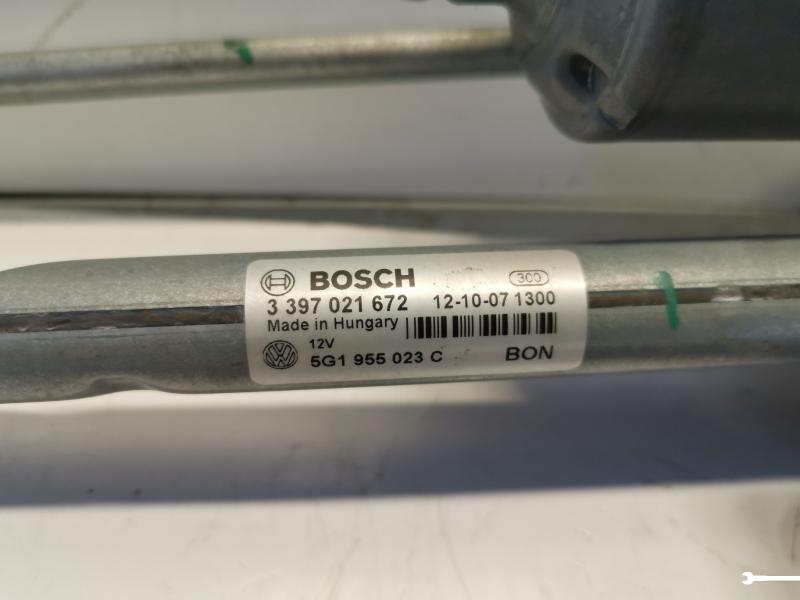 BOSCH 300
3 397 021 672 12-10-07 1300
Made in Hungary
12V
5G1 955 023 C BON